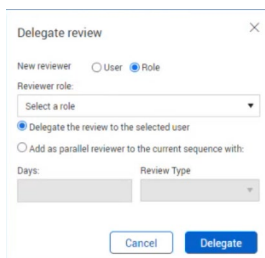 Delegate review
New reviewer User Role
Reviewer role:
Select a role
Delegate the review to the selected user
Add as parallel reviewer to the current sequence with:
Days: Review Type
Cancel Delegate